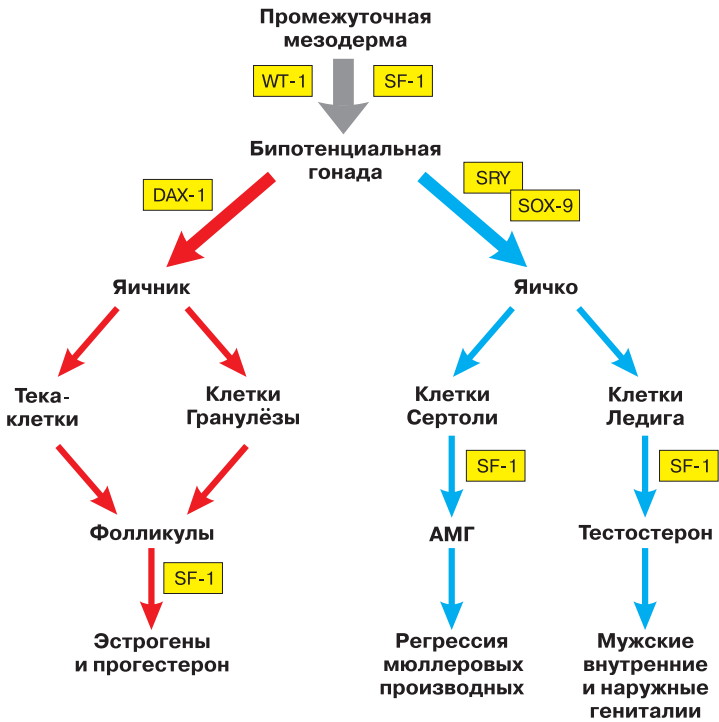 Промежуточная
мезодерма
WT-1
SF-1
Бипотенциальная
гонада
DAX-1
SRY
SOX-9
Яичник
Яичко
Тека-
клетки
Клетки
Гранулёзы
Клетки
Сертоли
Клетки
Ледига
SF-1
SF-1
Фолликулы
АМГ
Тестостерон
SF-1
Эстрогены
и прогестерон
Регрессия
мюллеровых
производных
Мужские
внутренние
и наружные
гениталии